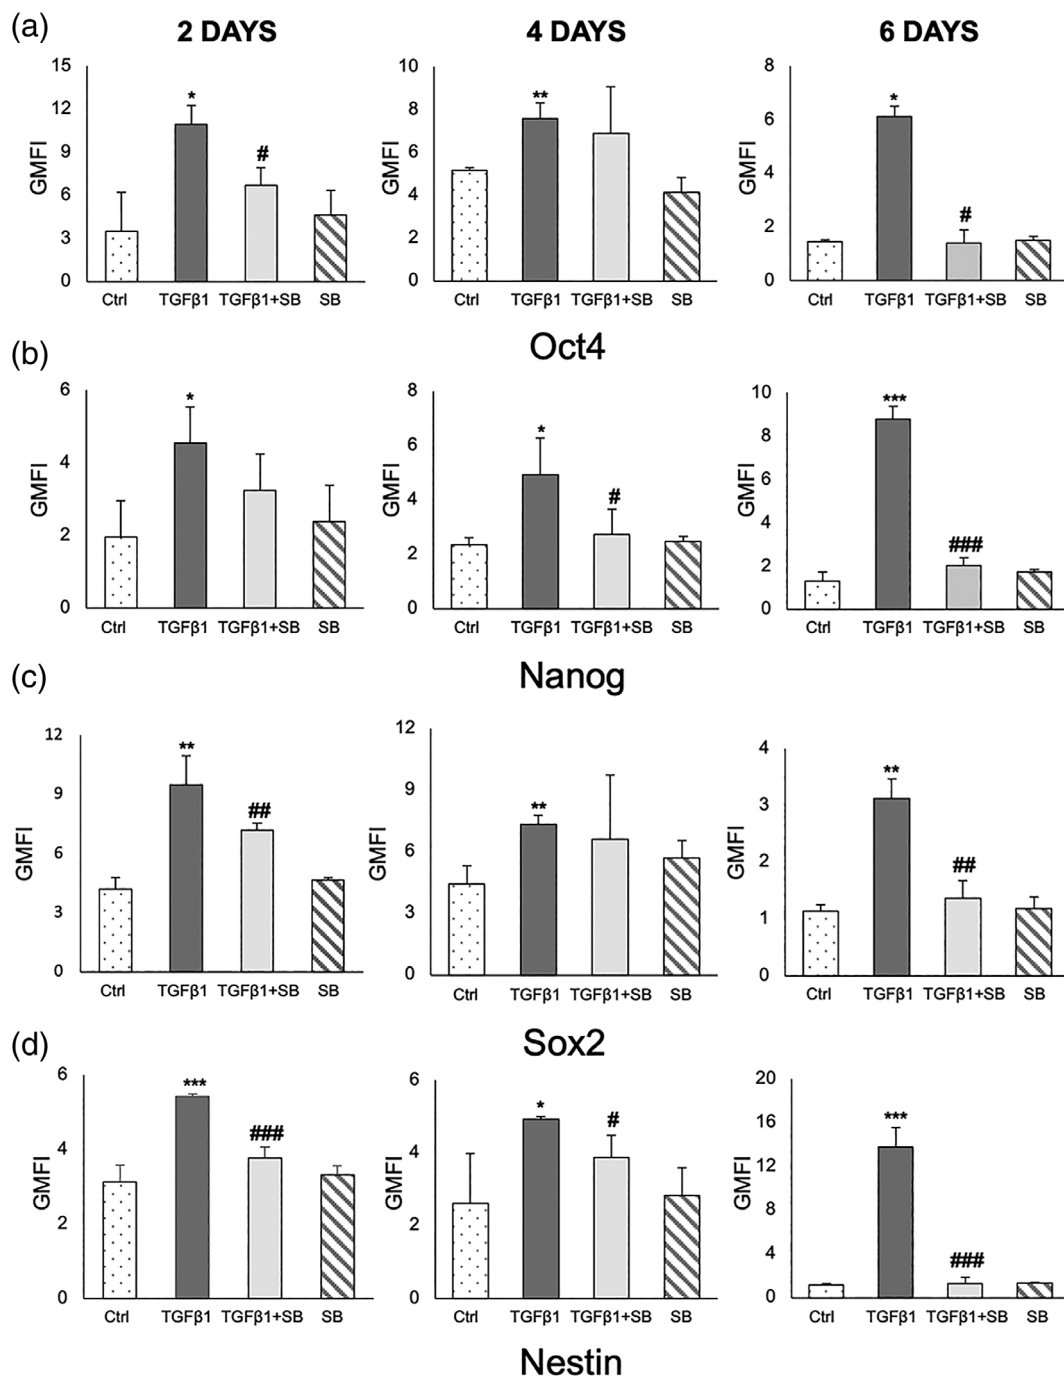 (a) 2 DAYS 4 DAYS 6 DAYS
15 10 8
* ** *
12 8 6
9 # 6 4
GMFI GMFI GMFI
6 4 2 #
3 2
0 0 0
Ctrl TGFβ1 TGFβ1+SB SB Ctrl TGFβ1 TGFβ1+SB SB Ctrl TGFβ1 TGFβ1+SB SB
Oct4
(b)
6 8 10
* * ***
4 6 8
GMFI GMFI GMFI
2 4 # 6
0 2 4 ###
0 2
0
Ctrl TGFβ1 TGFβ1+SB SB Ctrl TGFβ1 TGFβ1+SB SB Ctrl TGFβ1 TGFβ1+SB SB
Nanog
(c)
12 12 4
** ** **
9 ## 9 3
GMFI GMFI GMFI
6 6 2 ##
3 3 1
0 0 0
Ctrl TGFβ1 TGFβ1+SB SB Ctrl TGFβ1 TGFβ1+SB SB Ctrl TGFβ1 TGFβ1+SB SB
Sox2
(d)
6 6 20
*** * # ***
4 ### 4 16
GMFI GMFI GMFI
2 2 12
0 0 8
4 ###
0
Ctrl TGFβ1 TGFβ1+SB SB Ctrl TGFβ1 TGFβ1+SB SB Ctrl TGFβ1 TGFβ1+SB SB
Nestin